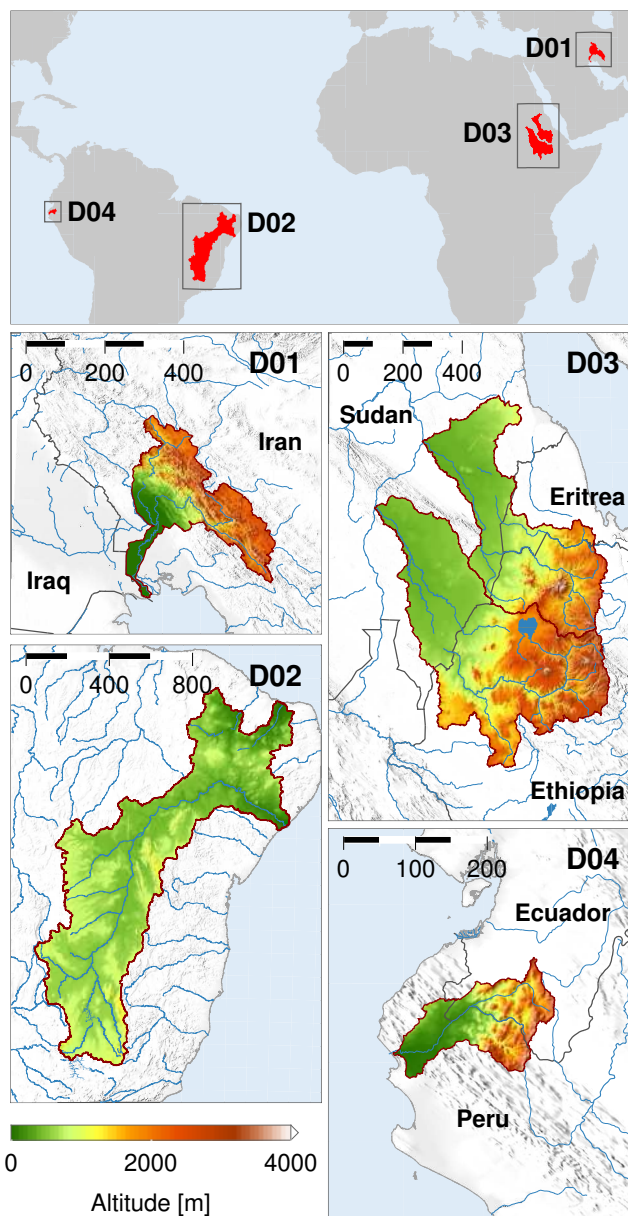 D01
D03
D04
D02
D01
0 200 400
Iran
Iraq
D03
0 200 400
Sudan
Eritrea
Ethiopia
D02
0 400 800
D04
0 100 200
Ecuador
Peru
0 2000 4000
Altitude [m]